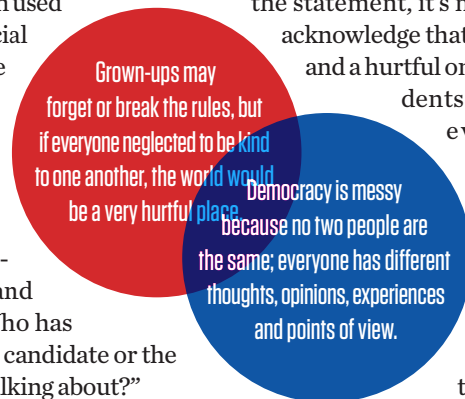 used
cial
e
Grown-ups may
forget or break the rules, but
if everyone neglected to be kind
to one another, the world would
be a very hurtful place.
Democracy is messy
because no two people are
the same; everyone has different
thoughts, opinions, experiences
and points of view.
-
and
ho has
candidate or the
lking about?”
the statement, it’s
acknowledge that
and a hurtful
dents
ev
t